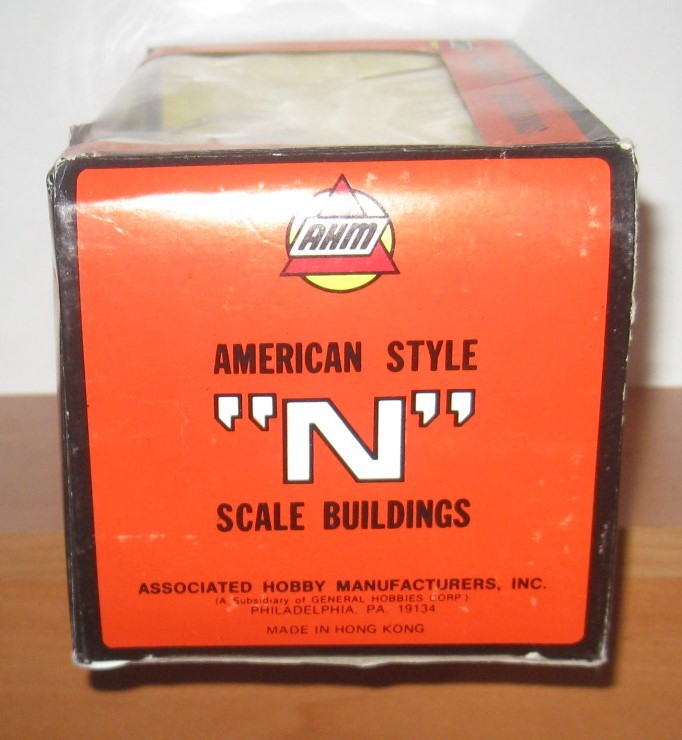 AHM
AMERICAN STYLE
"N"
SCALE BUILDINGS
ASSOCIATED HOBBY MANUFACTURERS, INC.
(A Subsidiary of GENERAL HOBBIES CORP.)
PHILADELPHIA, PA. 19134
MADE IN HONG KONG